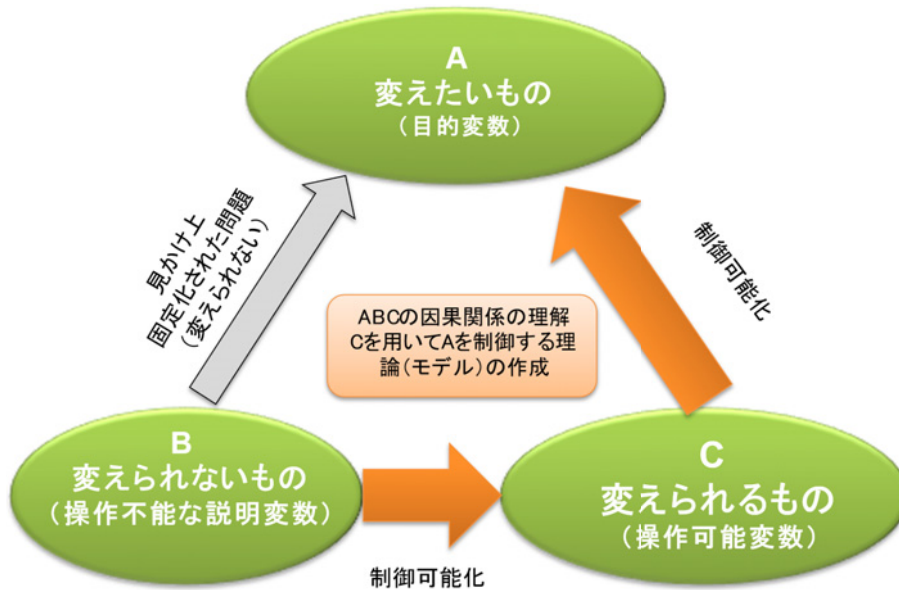 A
変えたいもの
（目的変数）
見かけ上
固定化された問題
（変えられない）
制御可能化
ABCの因果関係の理解
Cを用いてAを制御する理
論（モデル）の作成
B
変えられないもの
（操作不能な説明変数）
C
変えられるもの
（操作可能変数）
制御可能化